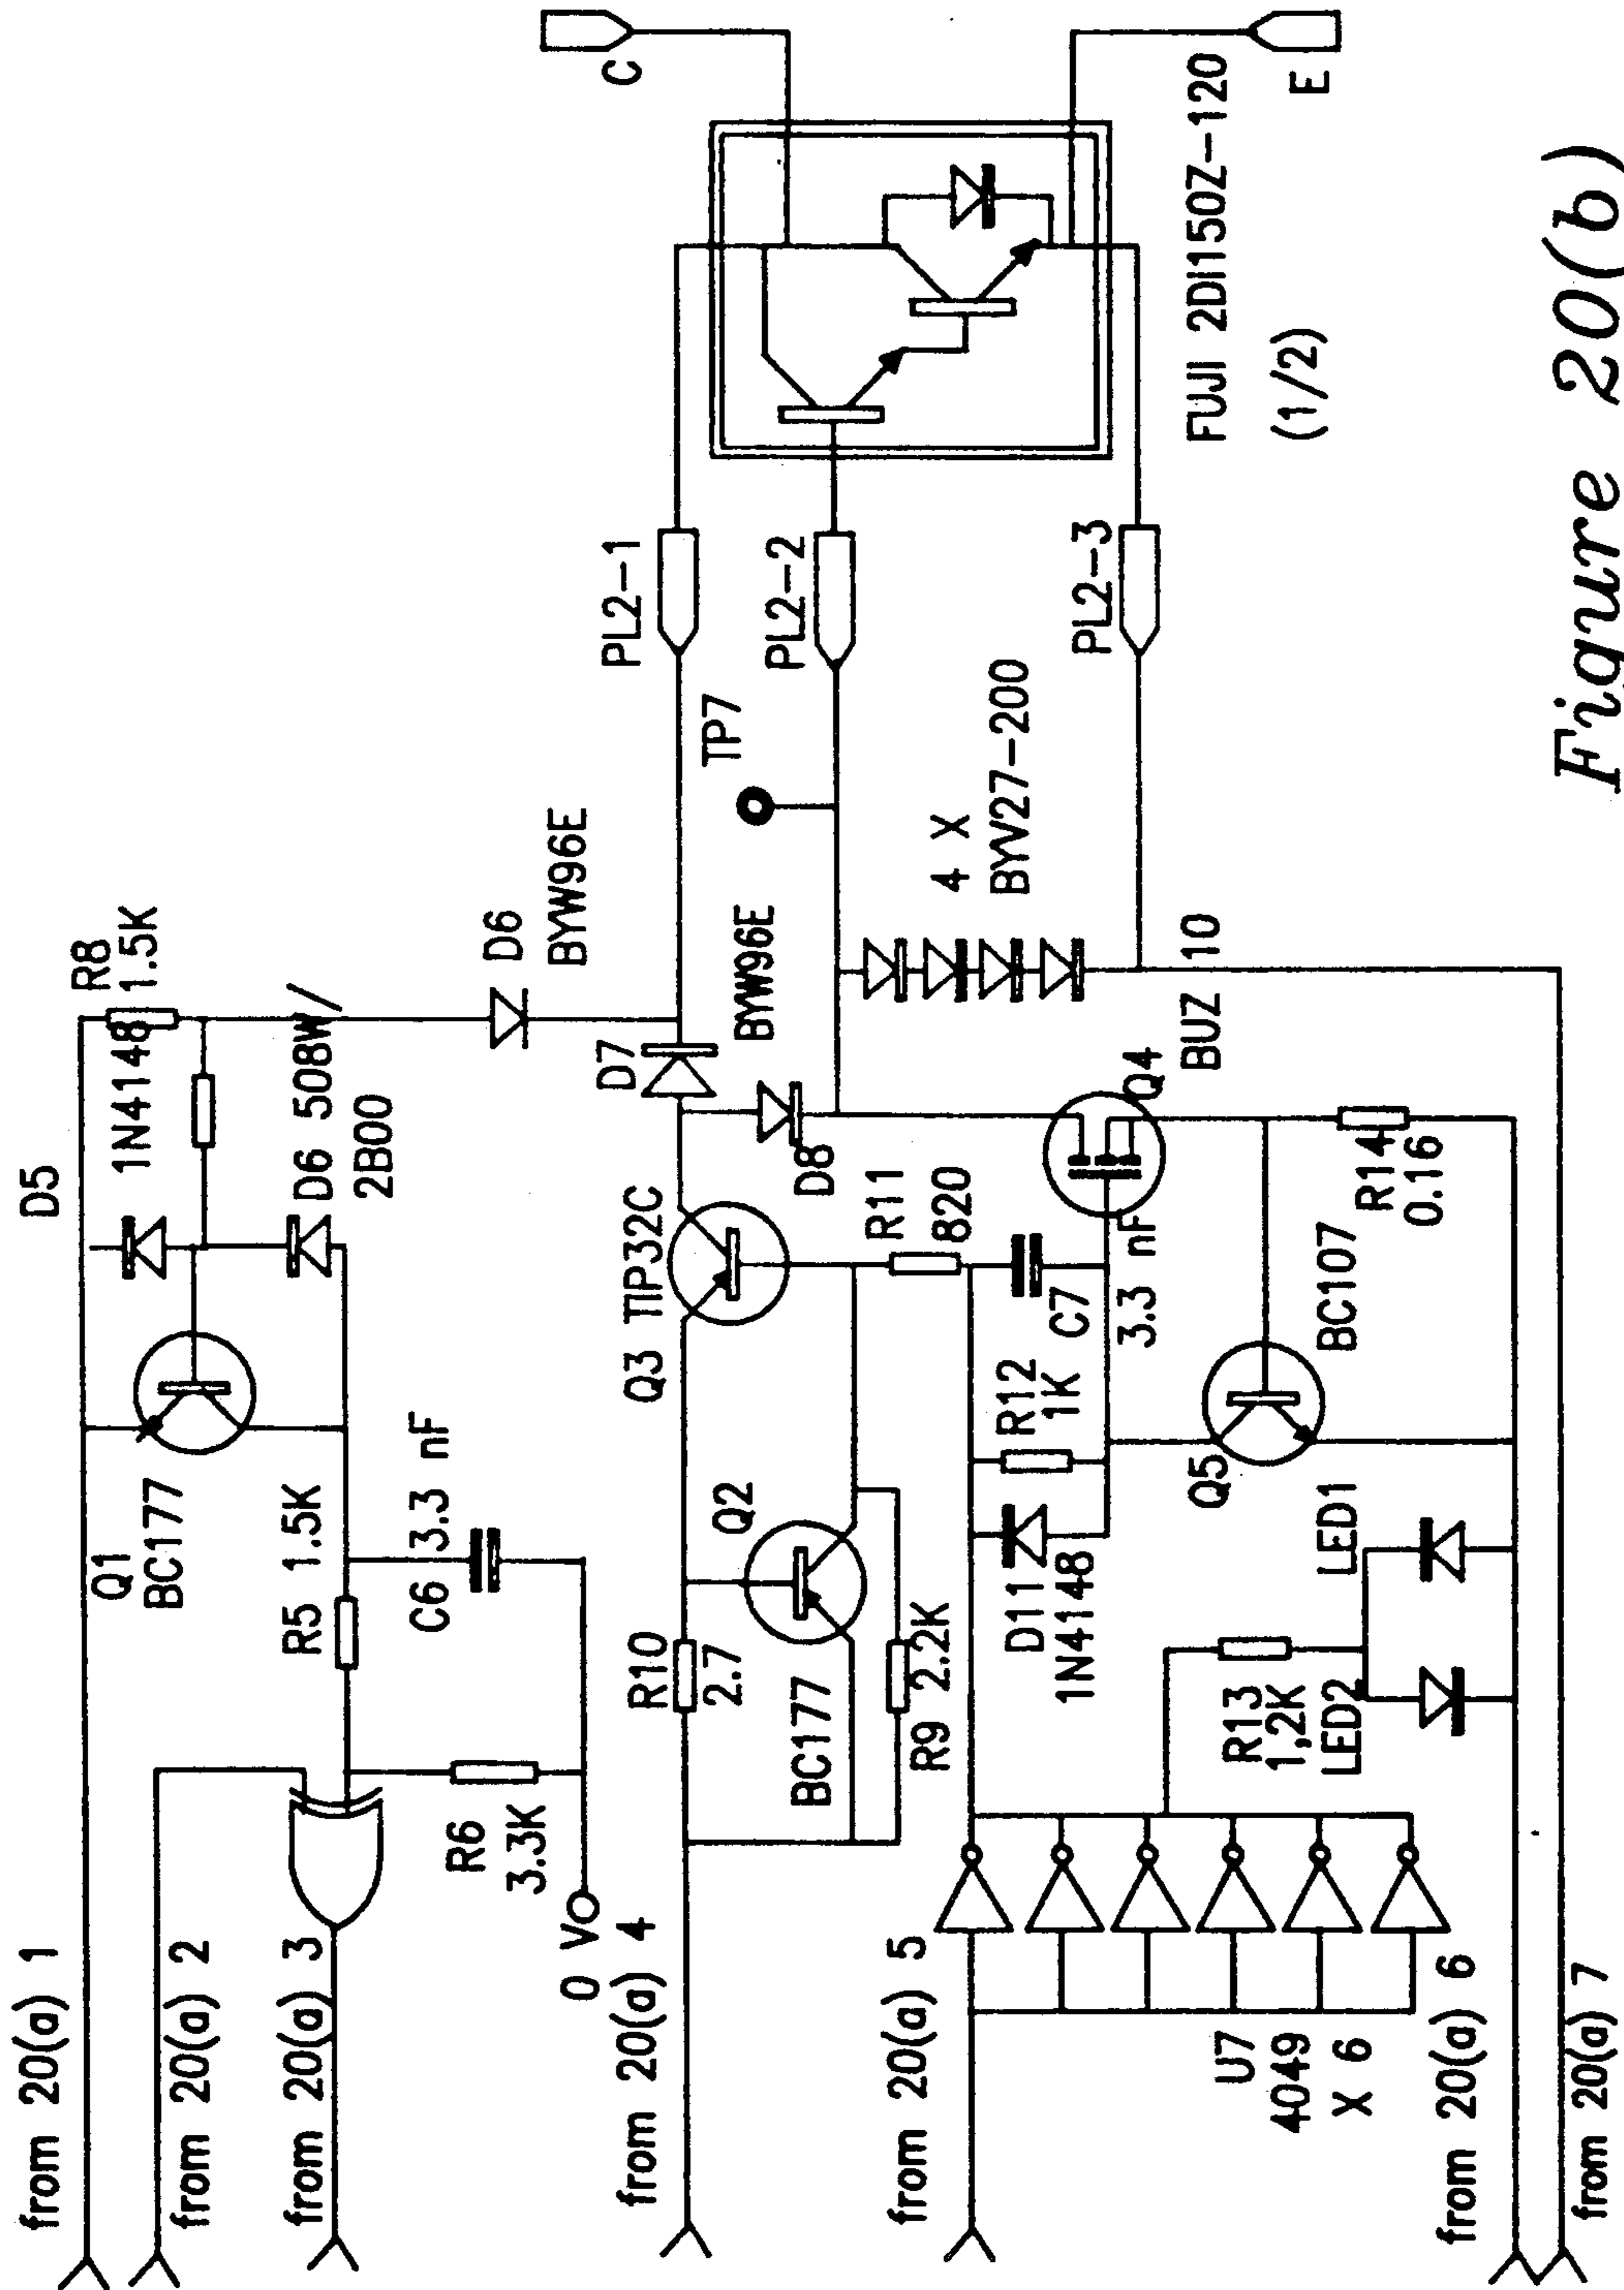 from 20(a) 1
from 20(a) 2
from 20(a) 3
0 V
from 20(a) 4
from 20(a) 5
U7
4049
X 6
from 20(a) 6
from 20(a) 7
Q1
BC177
R5 1.5K
C6 3.3 nF
R6
3.3K
D5
1N4148
R8
1.5K
D6 508W/
2B00
D6
BYW96E
R10
2.7
Q2
BC177
R9 2.2K
Q3 TIP32C
D7
D8
BYW96E
TP7
R11
820
R12
1K
C7
3.3 nF
D11
1N4148
R13
1,2K
LED2
LED1
Q5
BC107
R14
0.16
Q4
BUZ 10
4 X
BYV27-200
PL2-1
PL2-2
PL2-3
C
E
FUJI 2DI150Z-120
(1/2)
Figure 20(b)